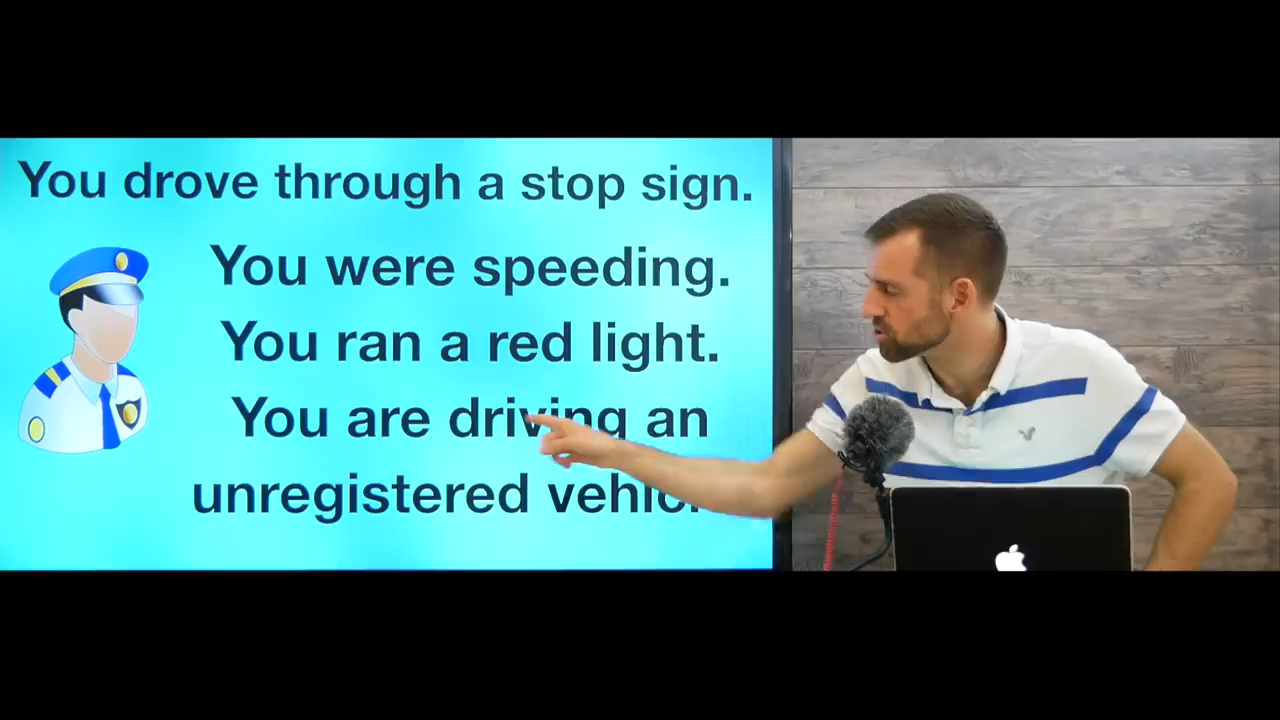 You drove through a stop sign.
You were speeding.
You ran a red light.
You are driving an
unregistered